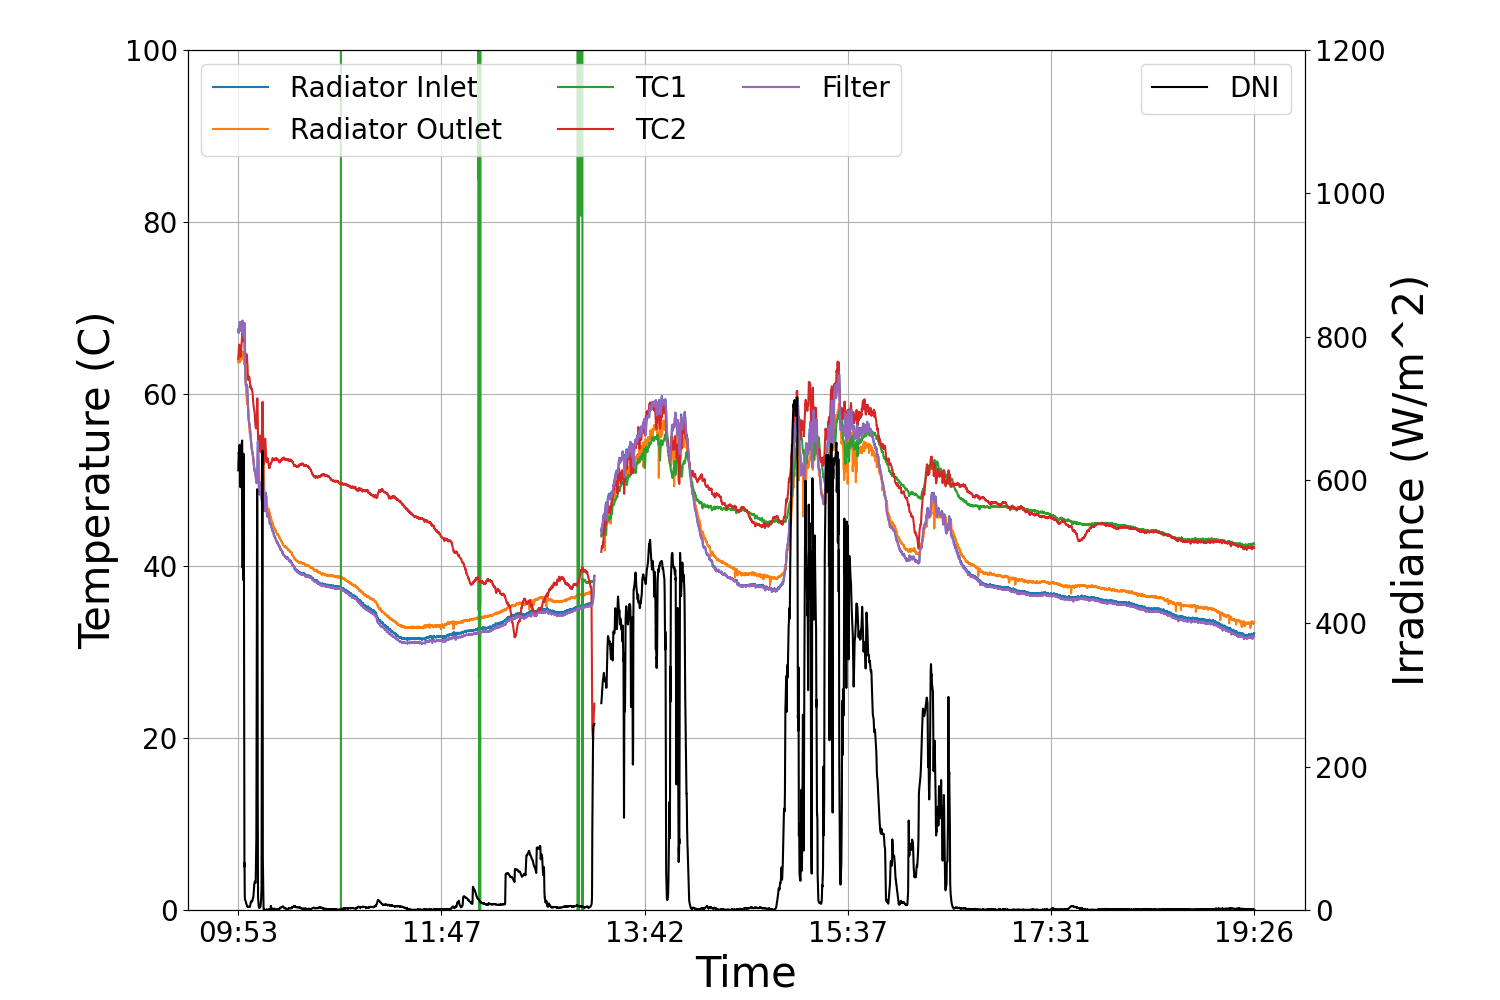 100
80
60
40
20
0
Temperature (C)
Radiator Inlet
Radiator Outlet
TC1
TC2
Filter
DNI
1200
1000
800
600
400
200
0
Irradiance (W/m^2)
09:53 11:47 13:42 15:37 17:31 19:26
Time